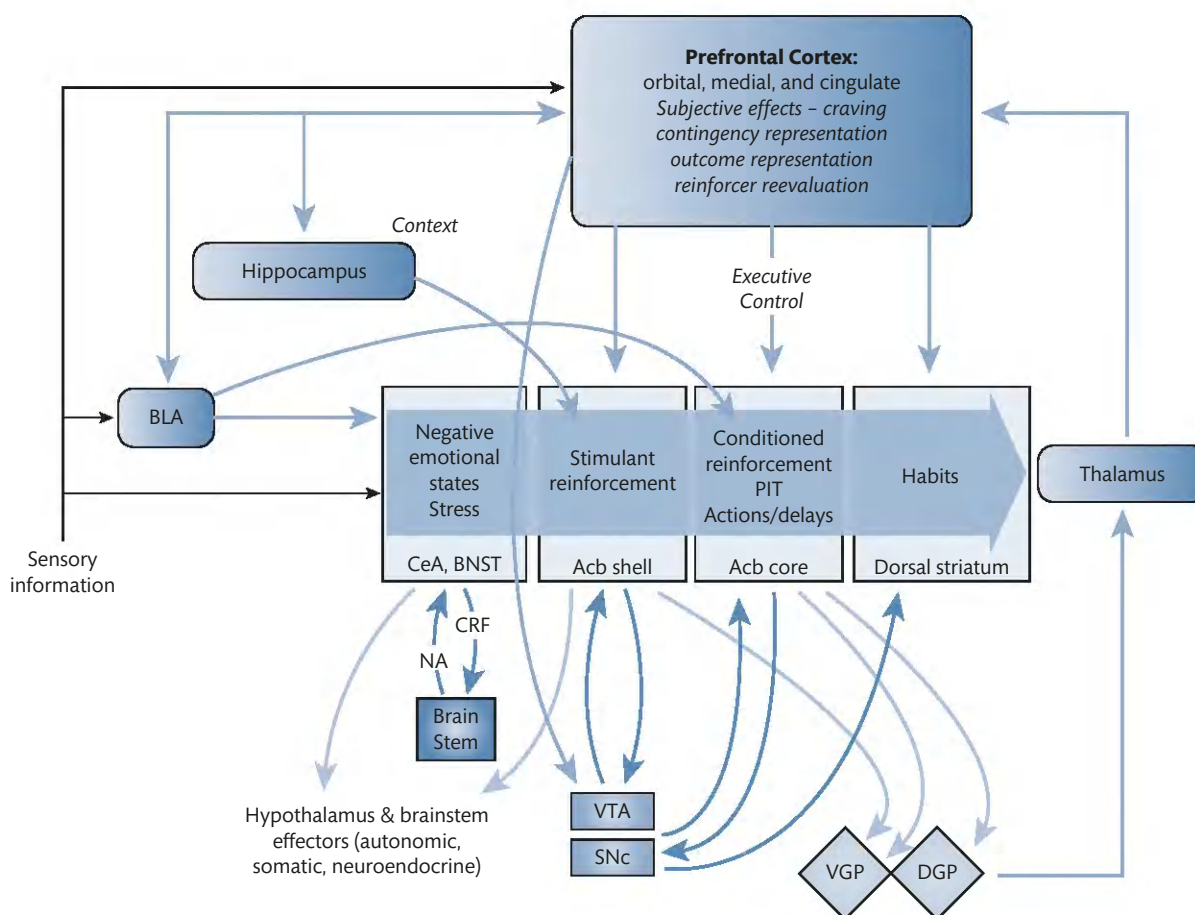 Prefrontal Cortex:
orbital, medial, and cingulate
Subjective effects – craving
contingency representation
outcome representation
reinforcer reevaluation
Context
Hippocampus
Executive
Control
BLA
Negative
emotional
states
Stress
CeA, BNST
Stimulant
reinforcement
Acb shell
Conditioned
reinforcement
PIT
Actions/delays
Acb core
Habits
Dorsal striatum
Thalamus
Sensory
information
CRF
NA
Brain
Stem
Hypothalamus & brainstem
effectors (autonomic,
somatic, neuroendocrine)
VTA
SNc
VGP
DGP